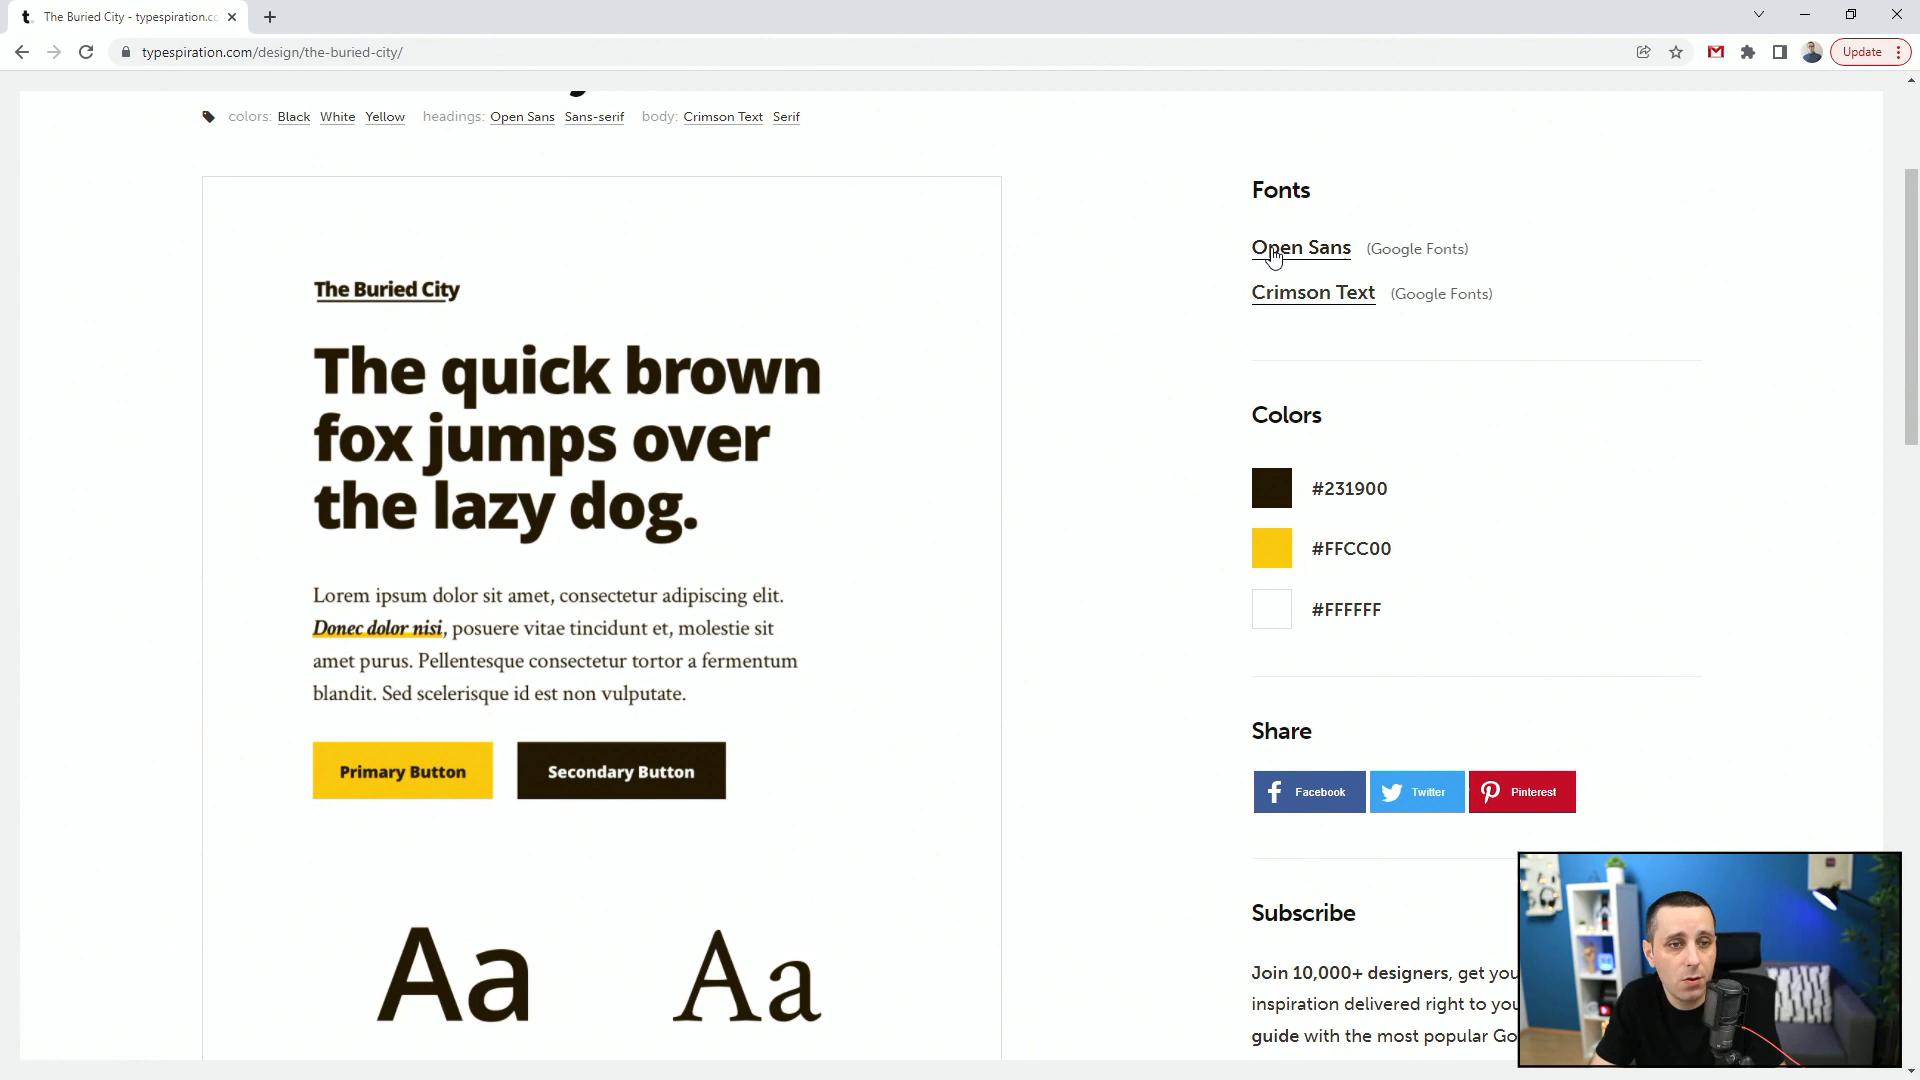 The Buried City - typespiration.co
typespiration.com/design/the-buried-city/
Update
colors: Black White Yellow headings: Open Sans Sans-serif body: Crimson Text Serif
The Buried City
The quick brown
fox jumps over
the lazy dog.
Lorem ipsum dolor sit amet, consectetur adipiscing elit.
Donec dolor nisi, posuere vitae tincidunt et, molestie sit
amet purus. Pellentesque consectetur tortor a fermentum
blandit. Sed scelerisque id est non vulputate.
Primary Button Secondary Button
Aa Aa
Fonts
Open Sans (Google Fonts)
Crimson Text (Google Fonts)
Colors
#231900
#FFCC00
#FFFFFF
Share
Facebook Twitter Pinterest
Subscribe
Join 10,000+ designers, get you
inspiration delivered right to you
guide with the most popular Go